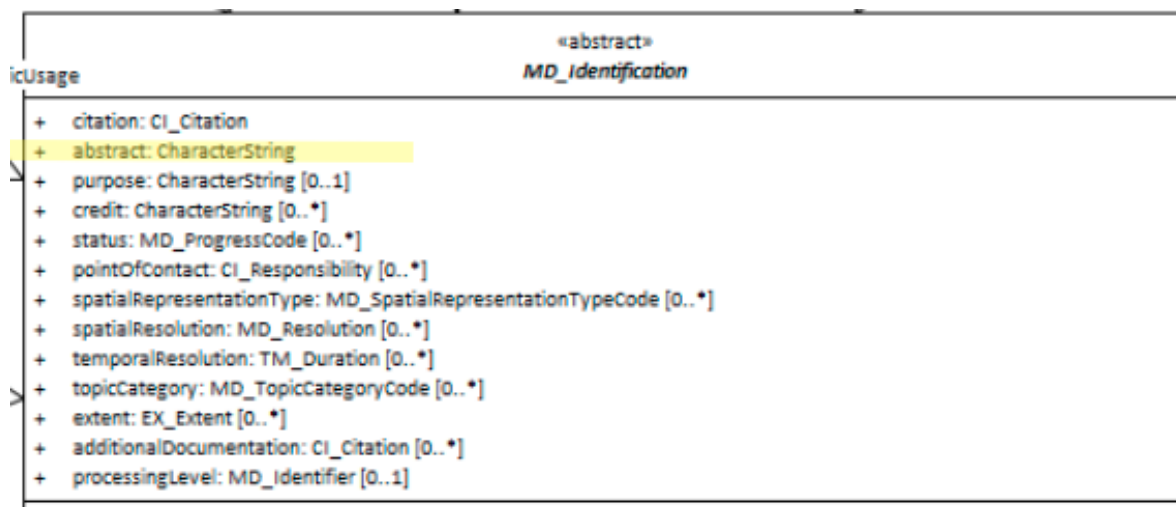 «abstract»
icUsage
MD_Identification
+ citation: CI_Citation
+ abstract: CharacterString
+ purpose: CharacterString [0..1]
+ credit: CharacterString [0..*]
+ status: MD_ProgressCode [0..*]
+ pointOfContact: CI_Responsibility [0..*]
+ spatialRepresentationType: MD_SpatialRepresentationTypeCode [0..*]
+ spatialResolution: MD_Resolution [0..*]
+ temporalResolution: TM_Duration [0..*]
+ topicCategory: MD_TopicCategoryCode [0..*]
+ extent: EX_Extent [0..*]
+ additionalDocumentation: CI_Citation [0..*]
+ processingLevel: MD_Identifier [0..1]